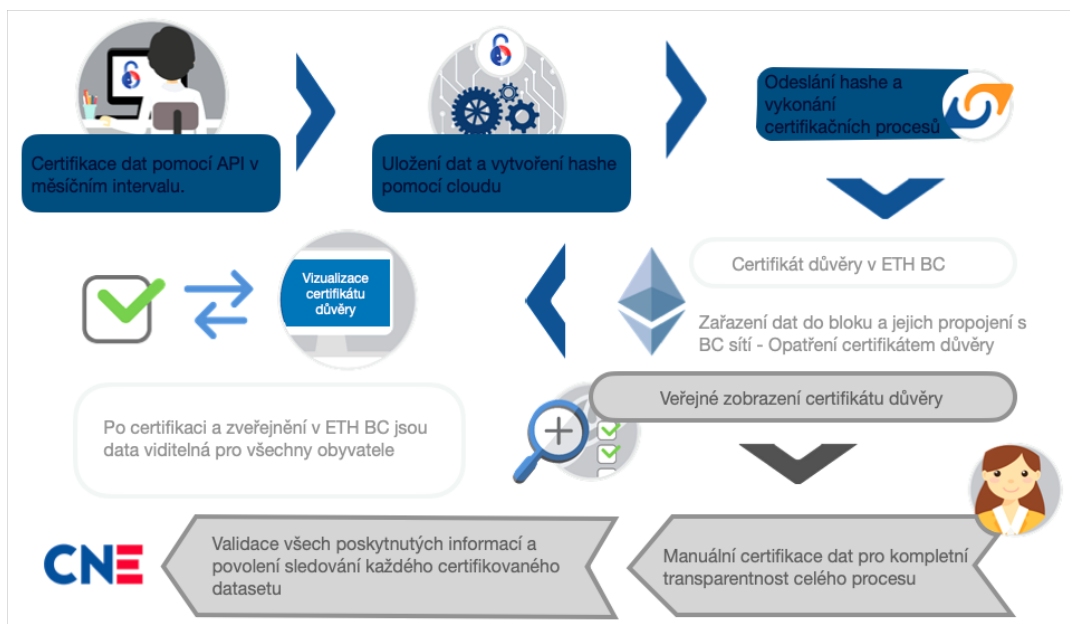 Certifikace dat pomocí API v
měsíčním intervalu.
Uložení dat a vytvoření hashe
pomocí cloudu
Odeslání hashe a
vykonání
certifikačních procesů
Certifikát důvěry v ETH BC
Zařazení dat do bloku a jejich propojení s
BC sítí - Opatření certifikátem důvěry
Vizualizace
certifikátu
důvěry
Po certifikaci a zveřejnění v ETH BC jsou
data viditelná pro všechny obyvatele
Veřejné zobrazení certifikátu důvěry
Manuální certifikace dat pro kompletní
transparentnost celého procesu
Validace všech poskytnutých informací a
povolení sledování každého certifikovaného
datasetu
CNE